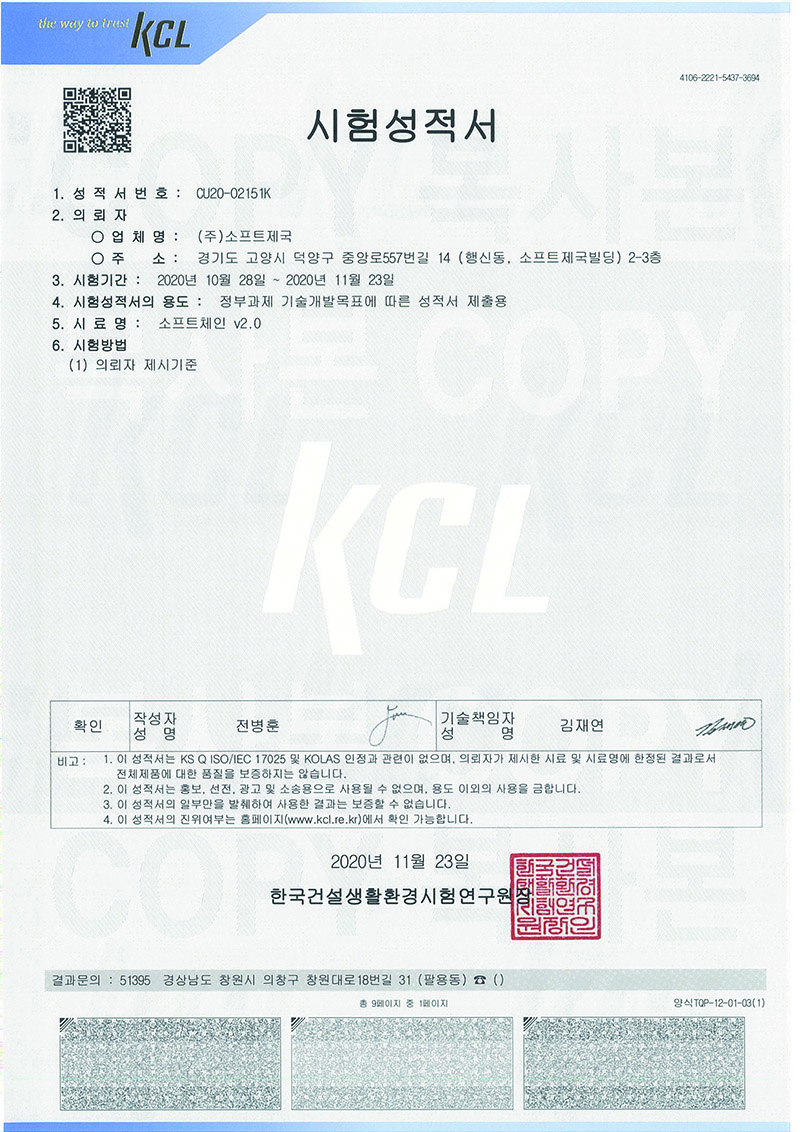 the way to trust KCL
4106-2221-5437-3694
시험성적서
1. 성 적 서 번 호 : CU20-02151K
2. 의 뢰 자
○ 업 체 명 : (주)소프트제국
○ 주 소 : 경기도 고양시 덕양구 중앙로557번길 14 (행신동, 소프트제국빌딩) 2-3층
3. 시험기간 : 2020년 10월 28일 ~ 2020년 11월 23일
4. 시험성적서의 용도 : 정부과제 기술개발목표에 따른 성적서 제출용
5. 시 료 명 : 소프트체인 v2.0
6. 시험방법
(1) 의뢰자 제시기준
COPY 복사본
복사본 COPY
KCL
확인
작성자
성 명
전병훈
기술책임자
성 명
김재연
비고 : 1. 이 성적서는 KS Q ISO/IEC 17025 및 KOLAS 인정과 관련이 없으며, 의뢰자가 제시한 시료 및 시료명에 한정된 결과로서
전체제품에 대한 품질을 보증하지는 않습니다.
2. 이 성적서는 홍보, 선전, 광고 및 소송용으로 사용될 수 없으며, 용도 이외의 사용을 금합니다.
3. 이 성적서의 일부만을 발췌하여 사용한 결과는 보증할 수 없습니다.
4. 이 성적서의 진위여부는 홈페이지(www.kcl.re.kr)에서 확인 가능합니다.
2020년 11월 23일
한국건설생활환경시험연구원장
결과문의 : 51395 경상남도 창원시 의창구 창원대로18번길 31 (팔용동) ☎ ()
총 9페이지 중 1페이지
양식TQP-12-01-03(1)